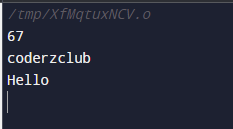 /tmp/XfMqtuxNCV.o
67
coderzclub
Hello